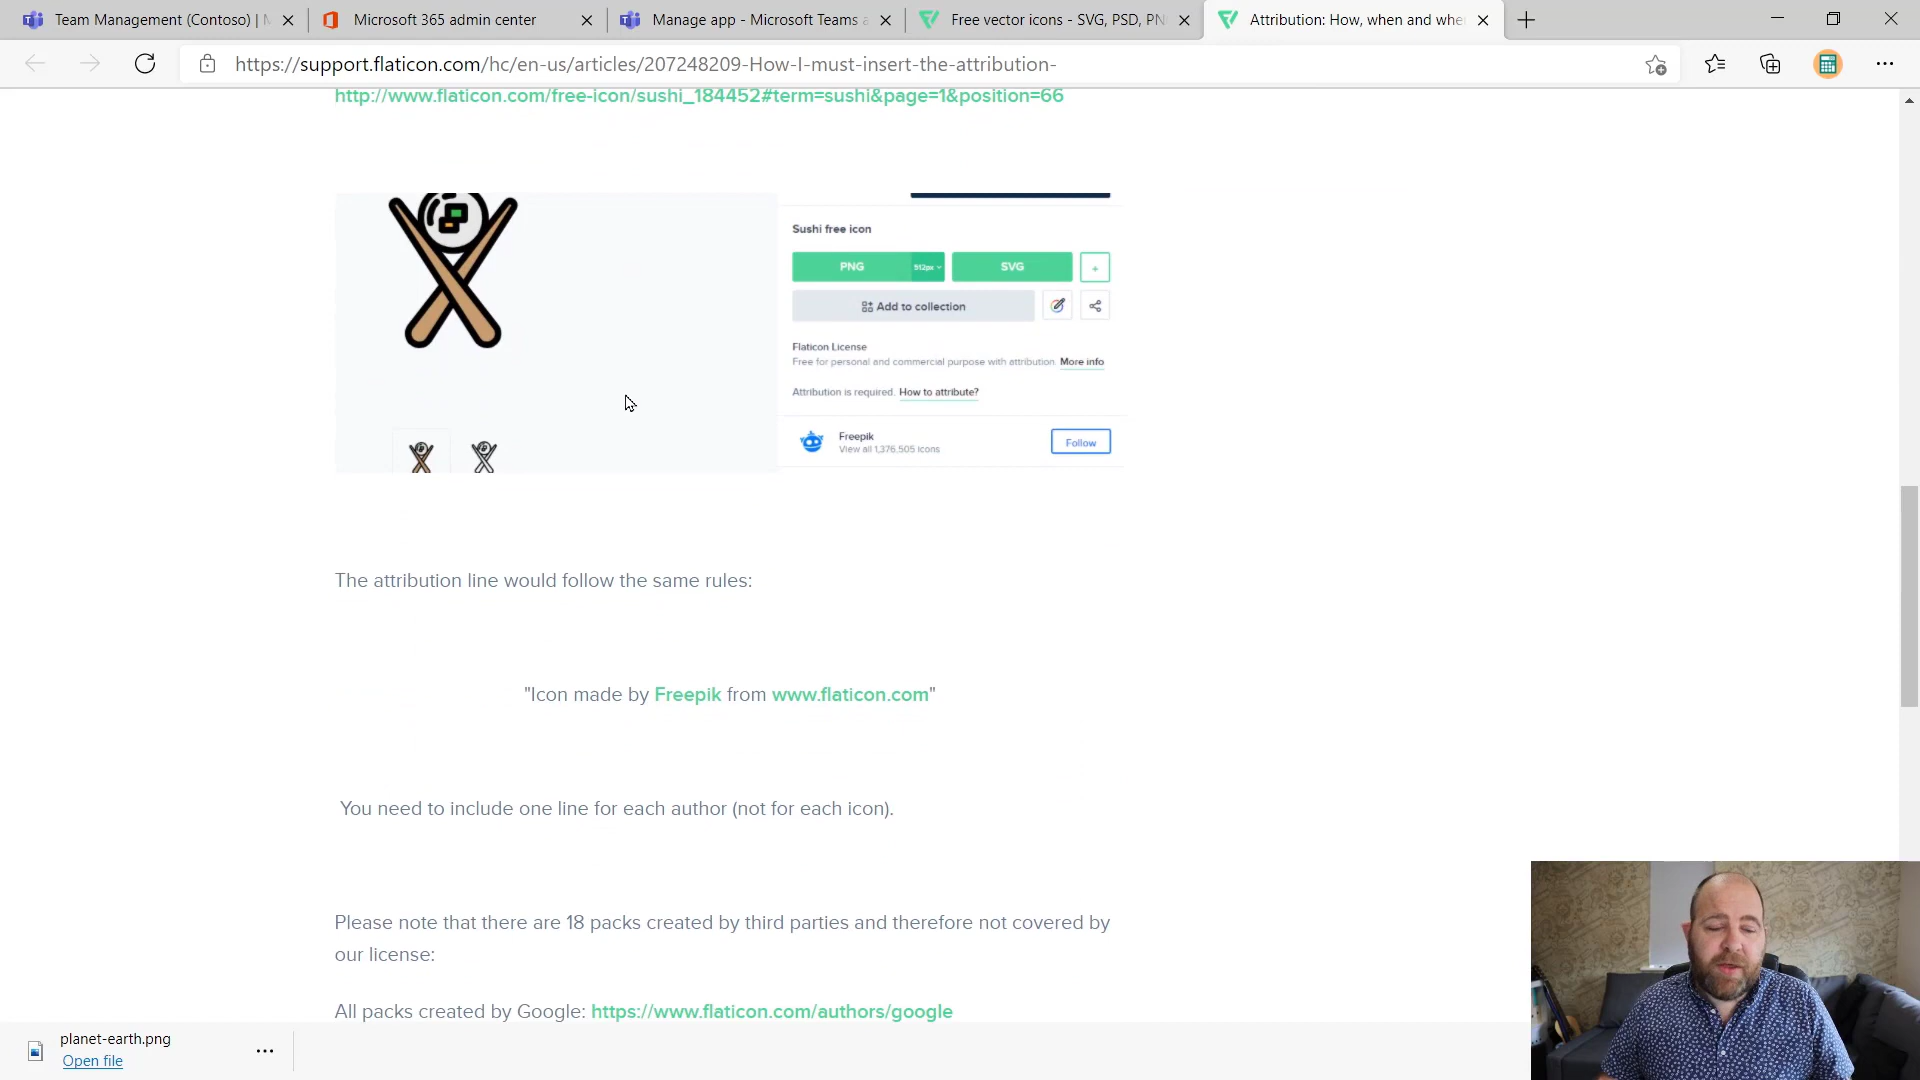 Team Management (Contoso) | M
Microsoft 365 admin center
Manage app - Microsoft Teams a
Free vector icons - SVG, PSD, PN
Attribution: How, when and whe
https://support.flaticon.com/hc/en-us/articles/207248209-How-I-must-insert-the-attribution-
http://www.flaticon.com/free-icon/sushi_184452#term=sushi&page=1&position=66
Sushi free icon
PNG
512px
SVG
+
Add to collection
Flaticon License
Free for personal and commercial purpose with attribution. More info
Attribution is required. How to attribute?
Freepik
View all 1,376,505 icons
Follow
The attribution line would follow the same rules:
"Icon made by Freepik from www.flaticon.com"
You need to include one line for each author (not for each icon).
Please note that there are 18 packs created by third parties and therefore not covered by
our license:
All packs created by Google: https://www.flaticon.com/authors/google
planet-earth.png
Open file